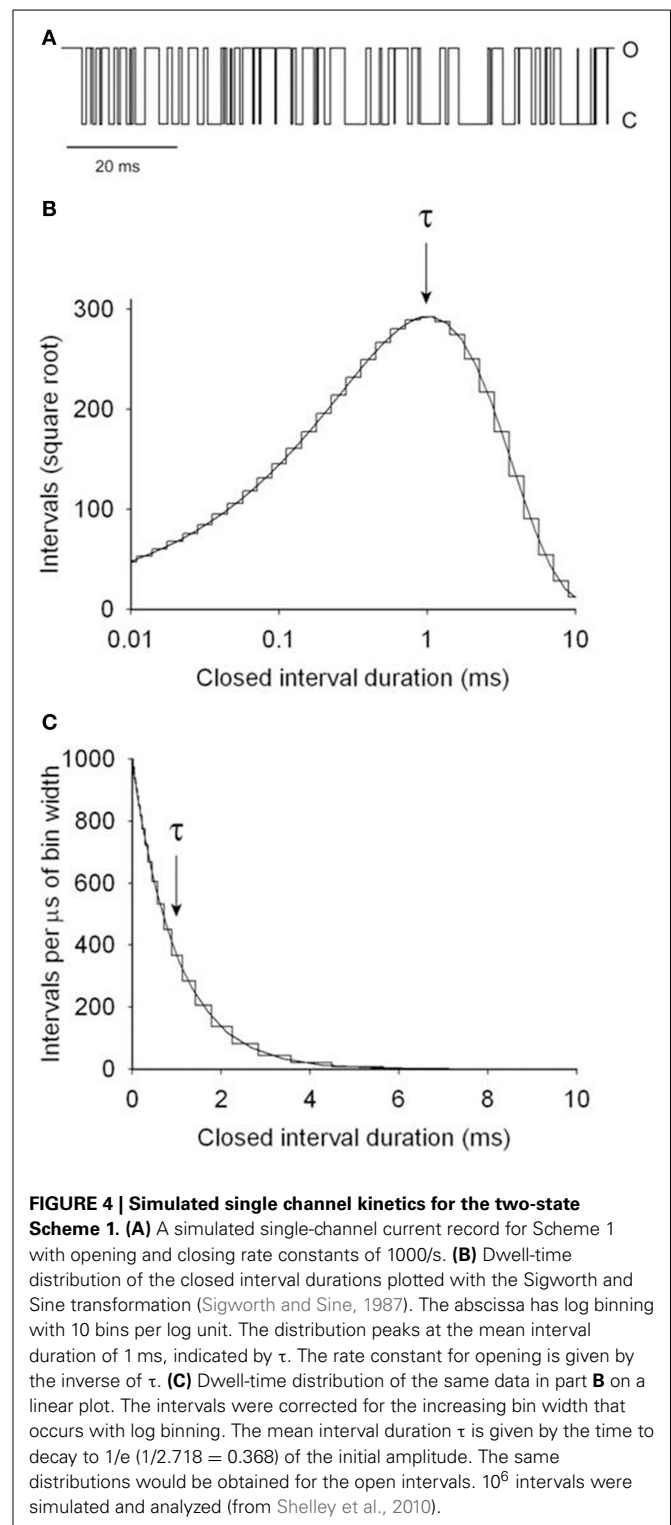 A
O
C
20 ms
B
τ
300
200
100
0
Intervals (square root)
0.01 0.1 1 10
Closed interval duration (ms)
C
1000
800
600
400
200
0
Intervals per μs of bin width
τ
0 2 4 6 8 10
Closed interval duration (ms)
FIGURE 4 | Simulated single channel kinetics for the two-state
Scheme 1. (A) A simulated single-channel current record for Scheme 1
with opening and closing rate constants of 1000/s. (B) Dwell-time
distribution of the closed interval durations plotted with the Sigworth and
Sine transformation (Sigworth and Sine, 1987). The abscissa has log binning
with 10 bins per log unit. The distribution peaks at the mean interval
duration of 1 ms, indicated by τ. The rate constant for opening is given by
the inverse of τ. (C) Dwell-time distribution of the same data in part B on a
linear plot. The intervals were corrected for the increasing bin width that
occurs with log binning. The mean interval duration τ is given by the time to
decay to 1/e (1/2.718 = 0.368) of the initial amplitude. The same
distributions would be obtained for the open intervals. 10⁶ intervals were
simulated and analyzed (from Shelley et al., 2010).